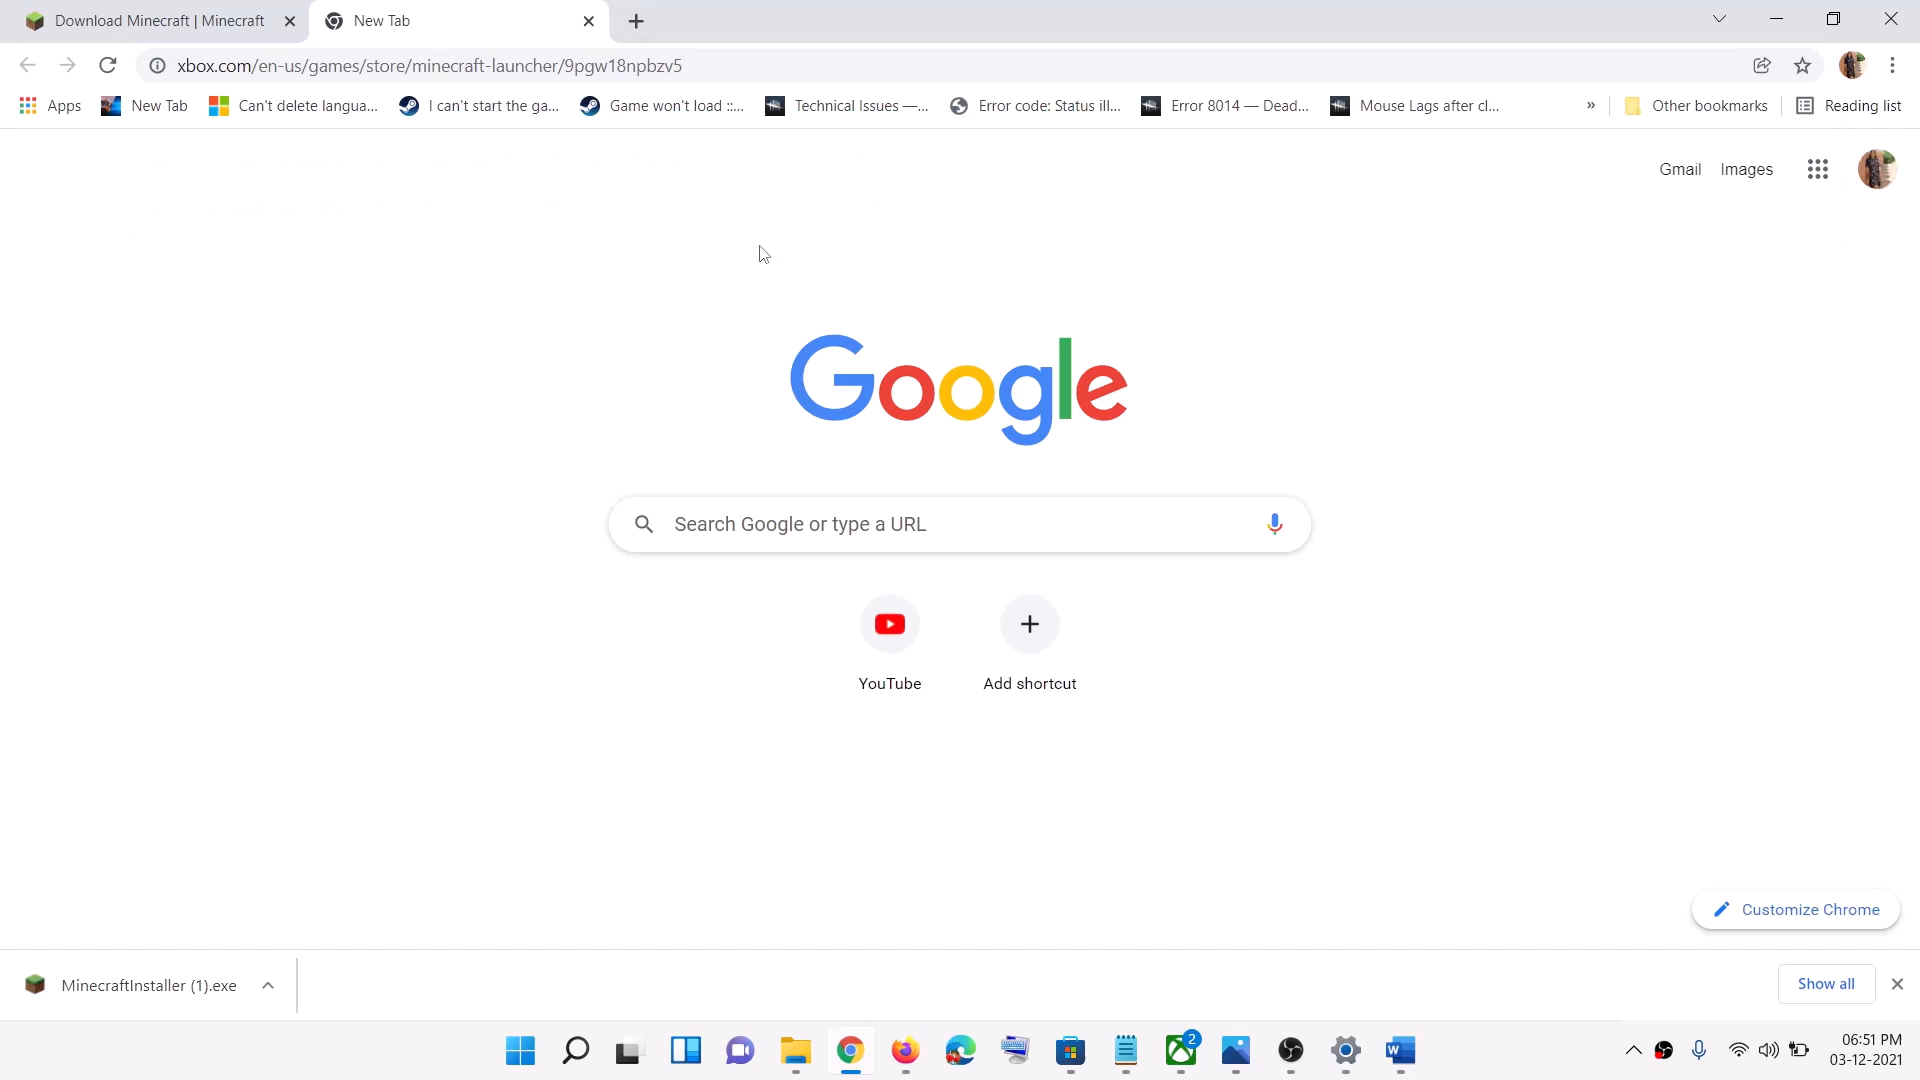 Download Minecraft | Minecraft
New Tab
xbox.com/en-us/games/store/minecraft-launcher/9pgw18npbzv5
Apps
New Tab
Can't delete langua...
I can't start the ga...
Game won't load ::...
Technical Issues —...
Error code: Status ill...
Error 8014 — Dead...
Mouse Lags after cl...
»
Other bookmarks
Reading list
Gmail
Images
Google
Search Google or type a URL
YouTube
Add shortcut
Customize Chrome
MinecraftInstaller (1).exe
Show all
2
06:51 PM
03-12-2021